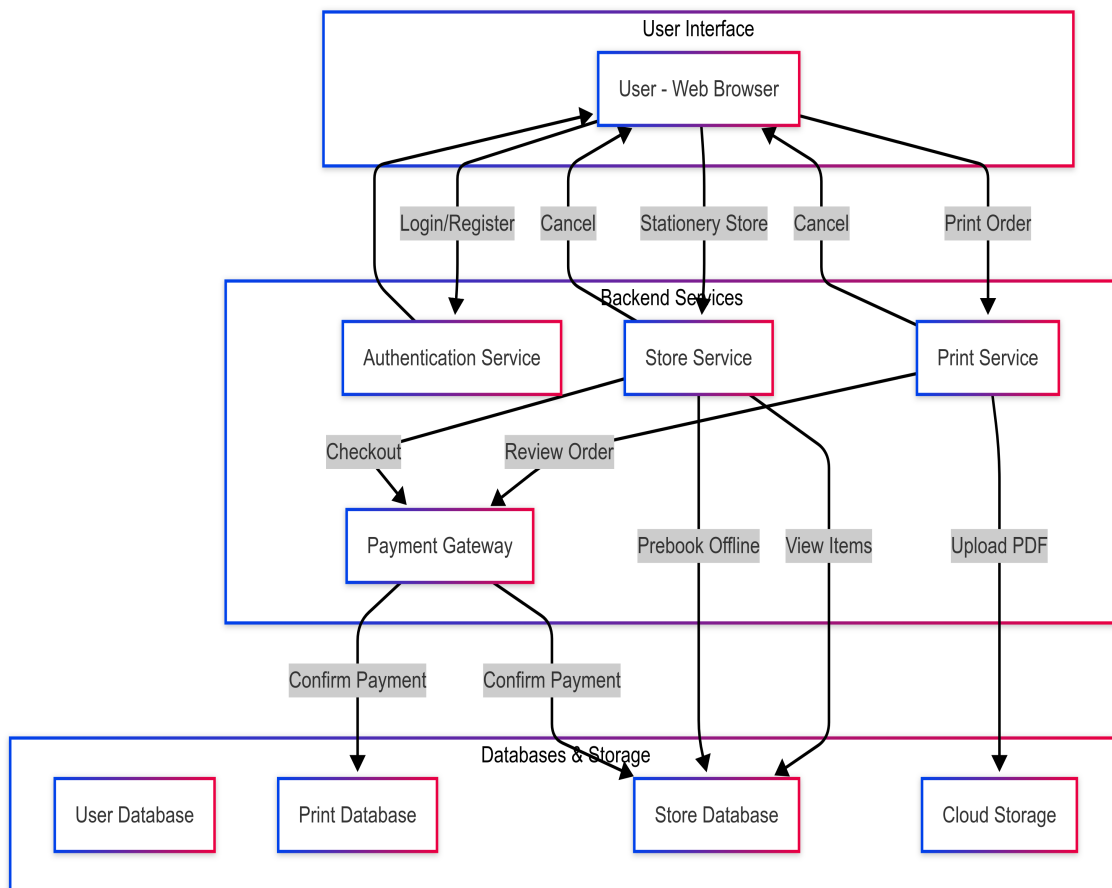 User Interface
User - Web Browser
Login/Register
Cancel
Stationery Store
Cancel
Print Order
Backend Services
Authentication Service
Store Service
Print Service
Checkout
Review Order
Payment Gateway
Prebook Offline
View Items
Upload PDF
Confirm Payment
Confirm Payment
Databases & Storage
User Database
Print Database
Store Database
Cloud Storage